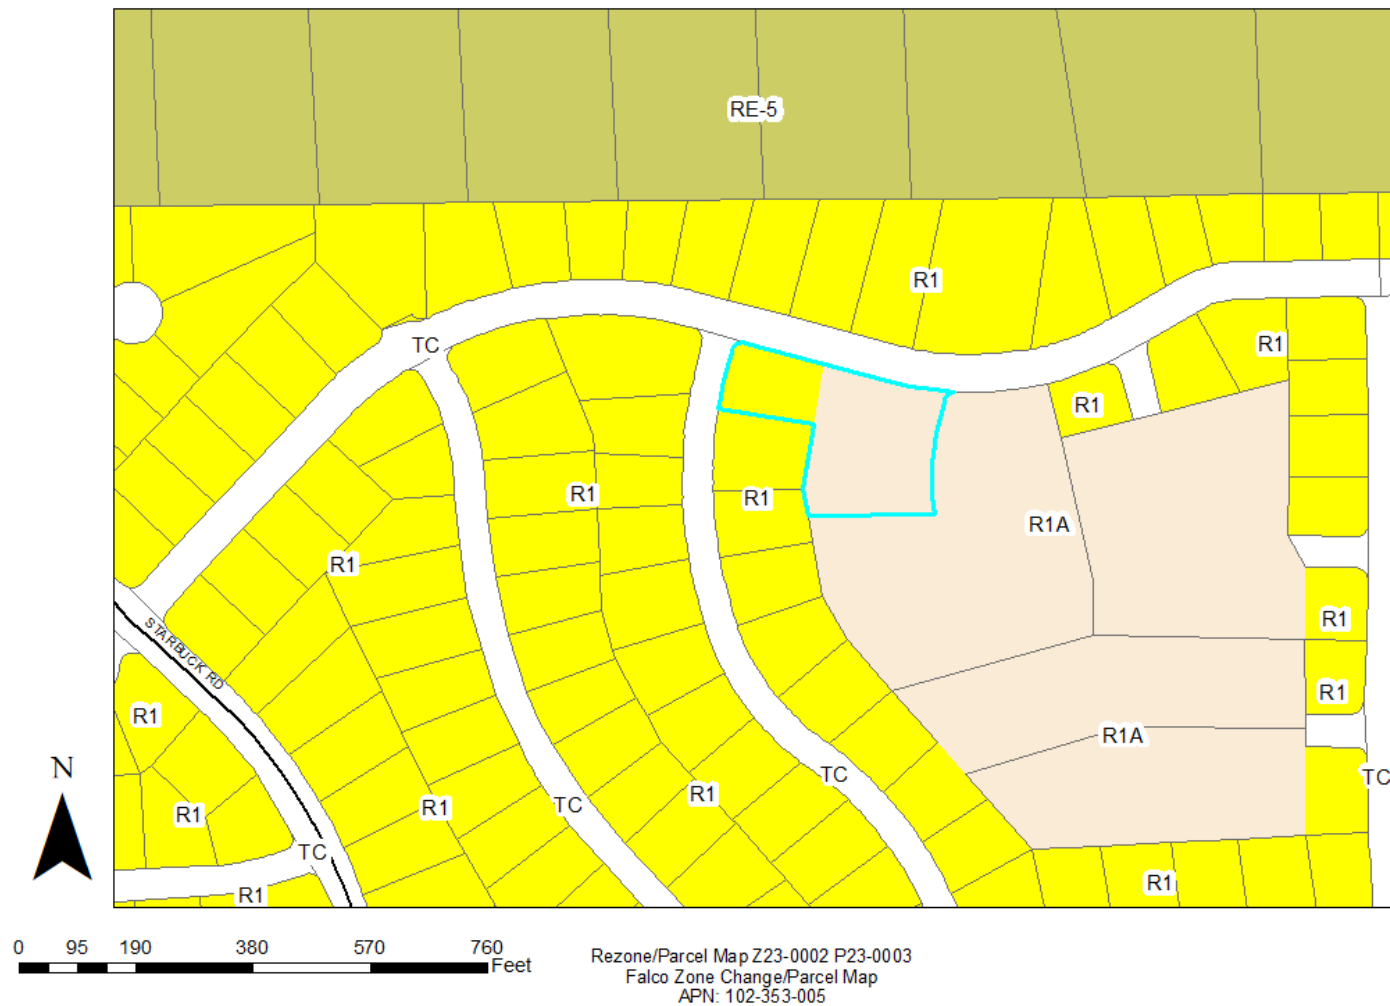 RE-5
R1
TC
R1
R1
R1
R1
R1A
R1
STARBUCK RD
R1
R1
R1
R1A
R1
TC
TC
R1
TC
R1
R1
TC
R1
R1
N
0 95 190 380 570 760
Feet
Rezone/Parcel Map Z23-0002 P23-0003
Falco Zone Change/Parcel Map
APN: 102-353-005